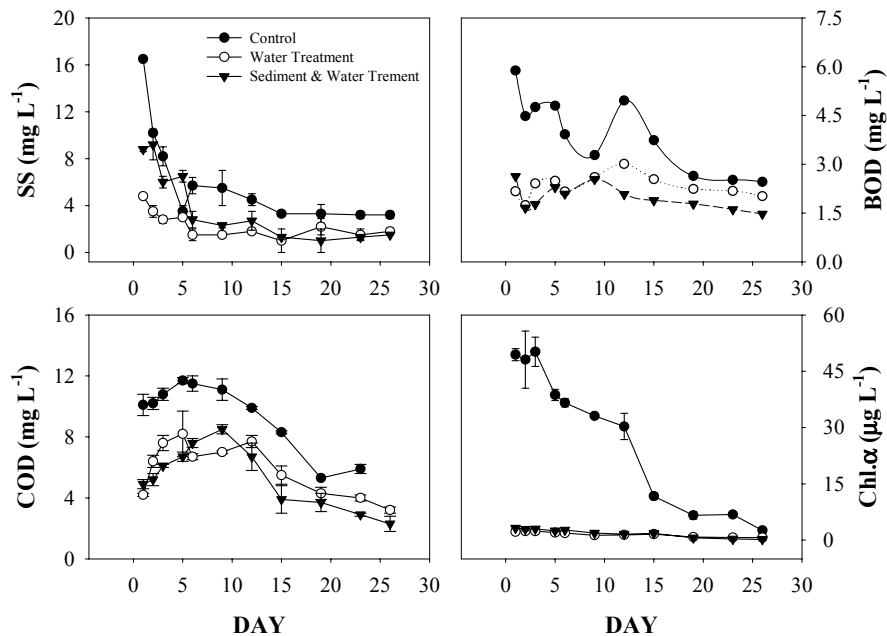 SS (mg L⁻¹)
20
16
12
8
4
0
Control
Water Treatment
Sediment & Water Trement
0 5 10 15 20 25 30
DAY
7.5
6.0
4.5
3.0
1.5
0.0
BOD (mg L⁻¹)
0 5 10 15 20 25 30
DAY
COD (mg L⁻¹)
16
12
8
4
0
0 5 10 15 20 25 30
DAY
60
45
30
15
0
Chl.α (µg L⁻¹)
0 5 10 15 20 25 30
DAY